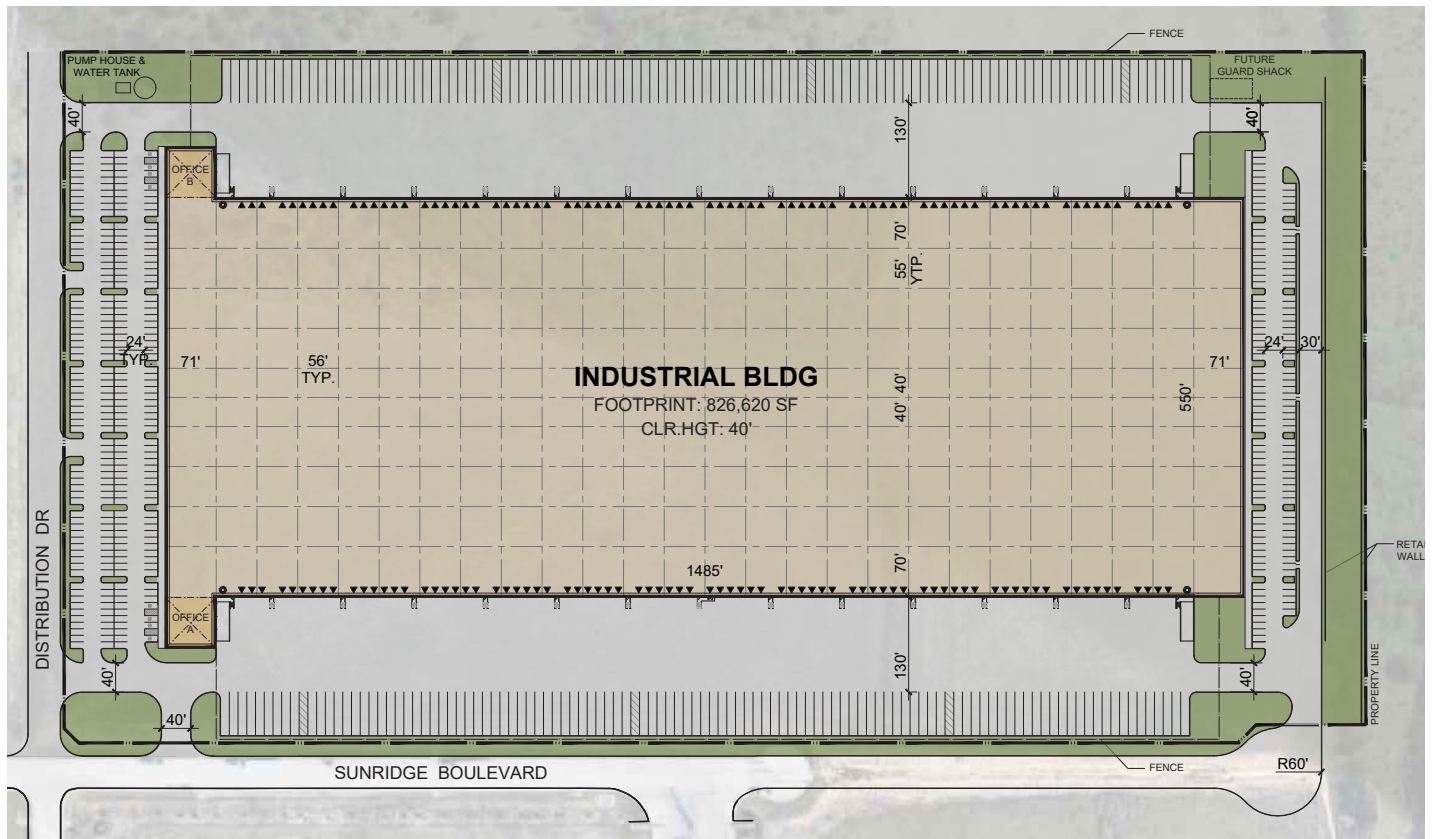 FENCE
PUMP HOUSE &
WATER TANK
FUTURE
GUARD SHACK
40'
130'
40'
OFFICE
B
70'
55'
YTP.
24'
TYP.
71'
56'
TYP.
INDUSTRIAL BLDG
FOOTPRINT: 826,620 SF
CLR.HGT: 40'
40'
40'
71'
550'
24'
30'
DISTRIBUTION DR
RETAI
WALL
1485'
70'
OFFICE
A
40'
130'
40'
PROPERTY LINE
40'
SUNRIDGE BOULEVARD
FENCE
R60'